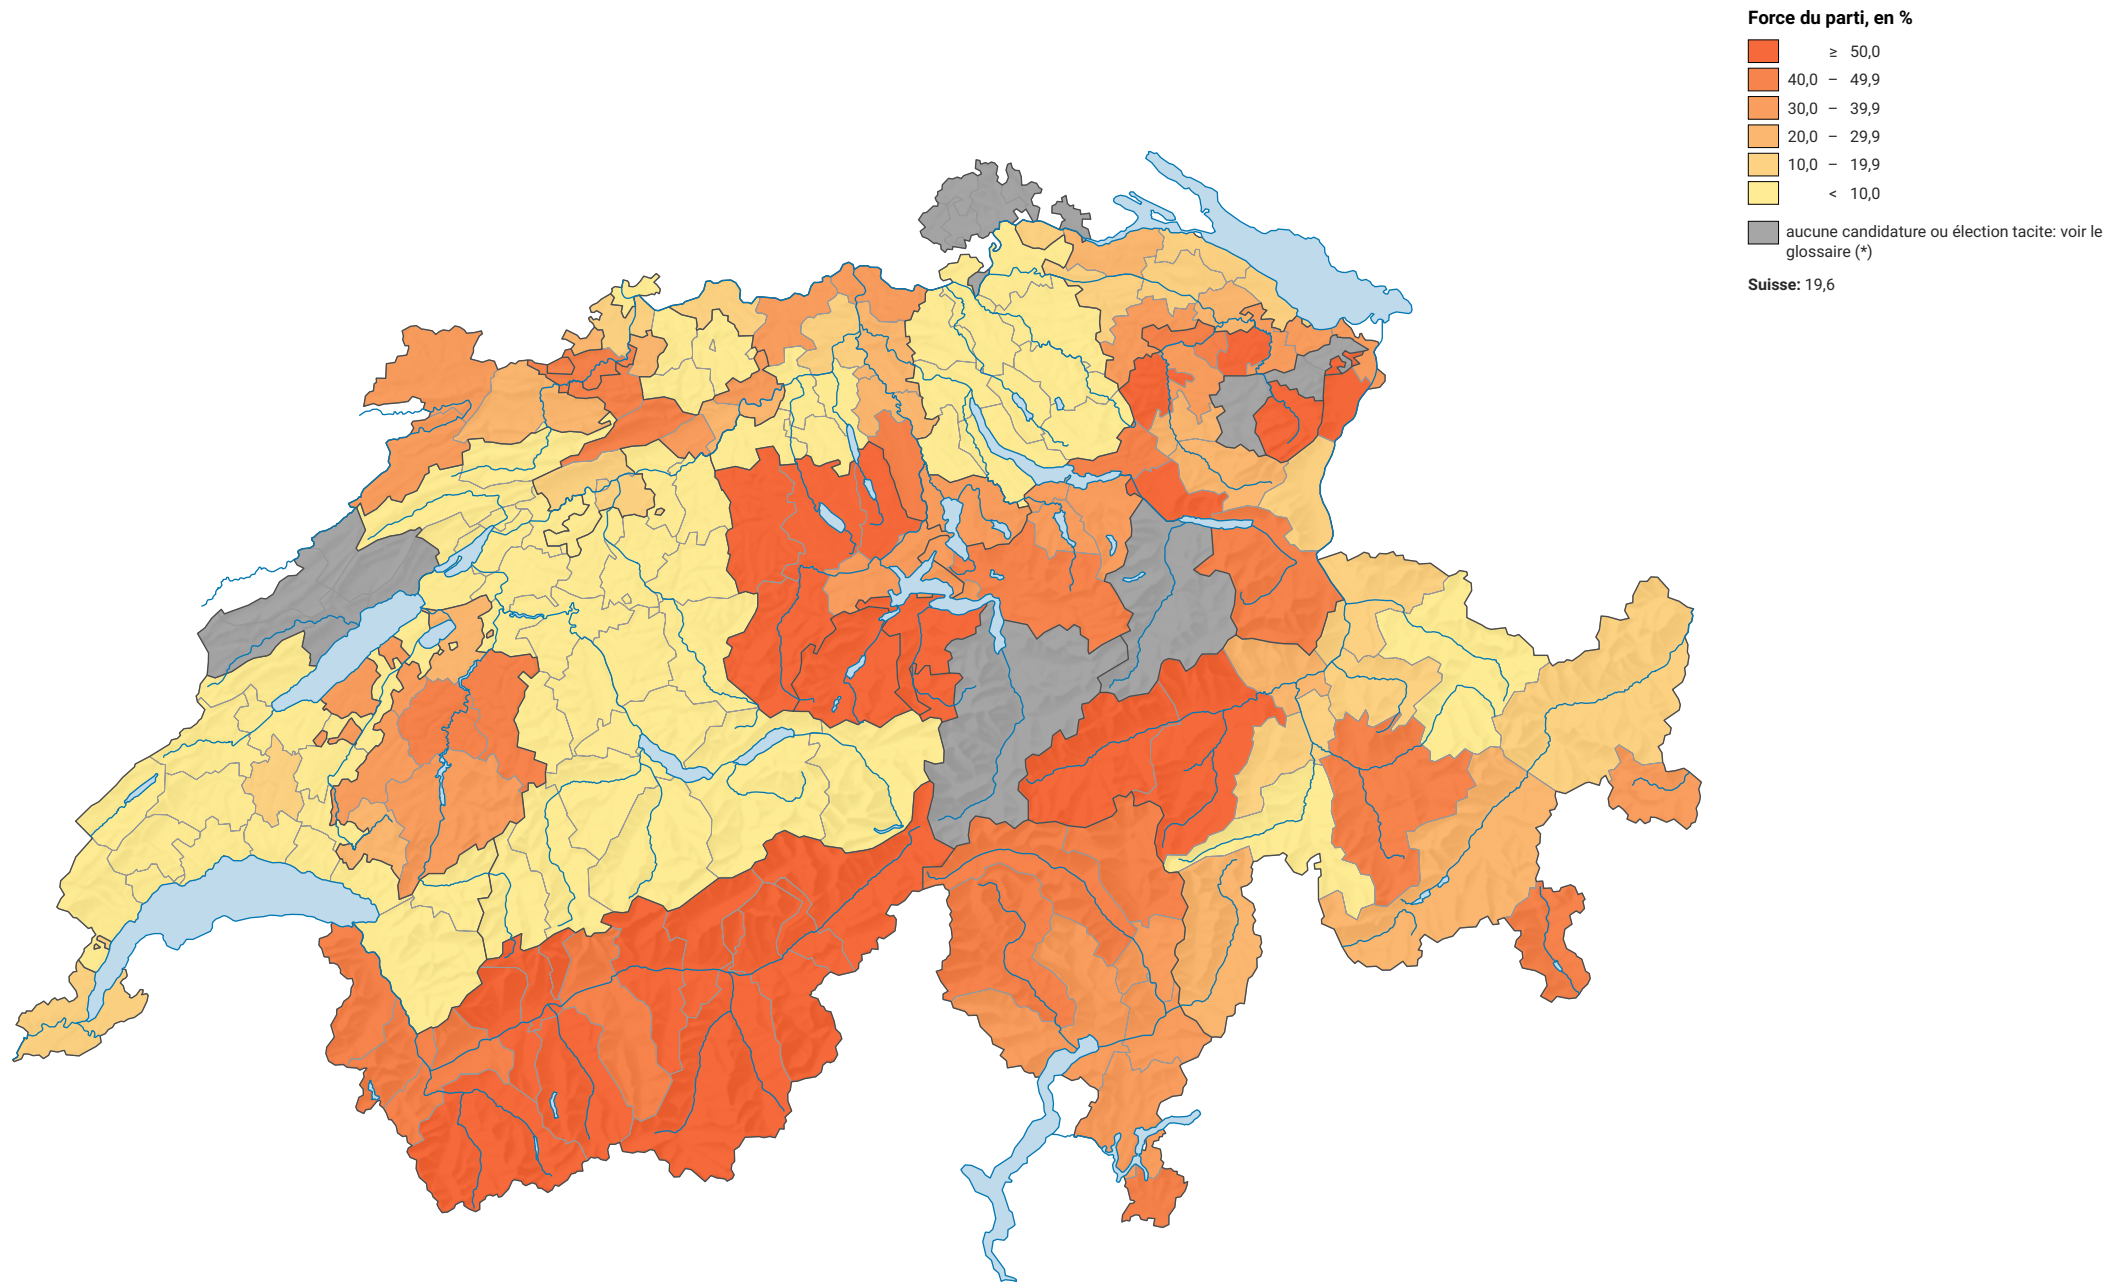 Force du parti, en %
≥ 50,0
40,0 – 49,9
30,0 – 39,9
20,0 – 29,9
10,0 – 19,9
< 10,0
aucune candidature ou élection tacite: voir le
glossaire (*)
Suisse: 19,6